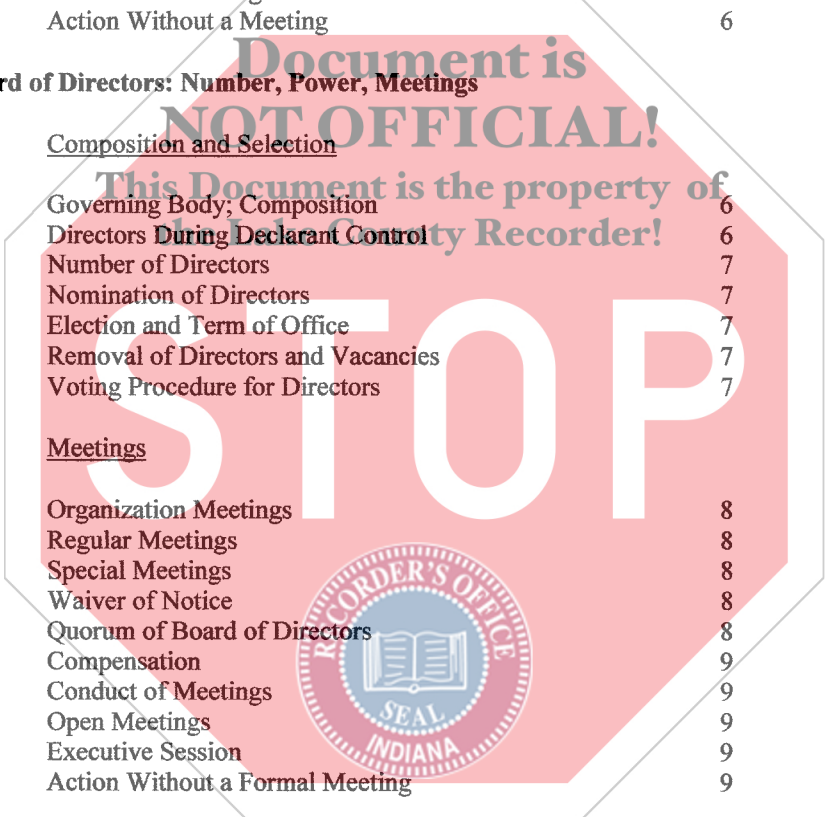 Action Without a Meeting 6
Document is
rd of Directors: Number, Power, Meetings
NOT OFFICIAL!
Composition and Selection
This Document is the property of
Governing Body; Composition 6
the Lake County Recorder!
Directors During Declarant Control 6
Number of Directors 7
Nomination of Directors 7
Election and Term of Office 7
Removal of Directors and Vacancies 7
Voting Procedure for Directors 7
STOP
Meetings
Organization Meetings 8
Regular Meetings 8
Special Meetings 8
Waiver of Notice 8
Quorum of Board of Directors 8
Compensation 9
Conduct of Meetings 9
Open Meetings 9
Executive Session 9
Action Without a Formal Meeting 9
RECORDER'S OFFICE
SEAL
INDIANA